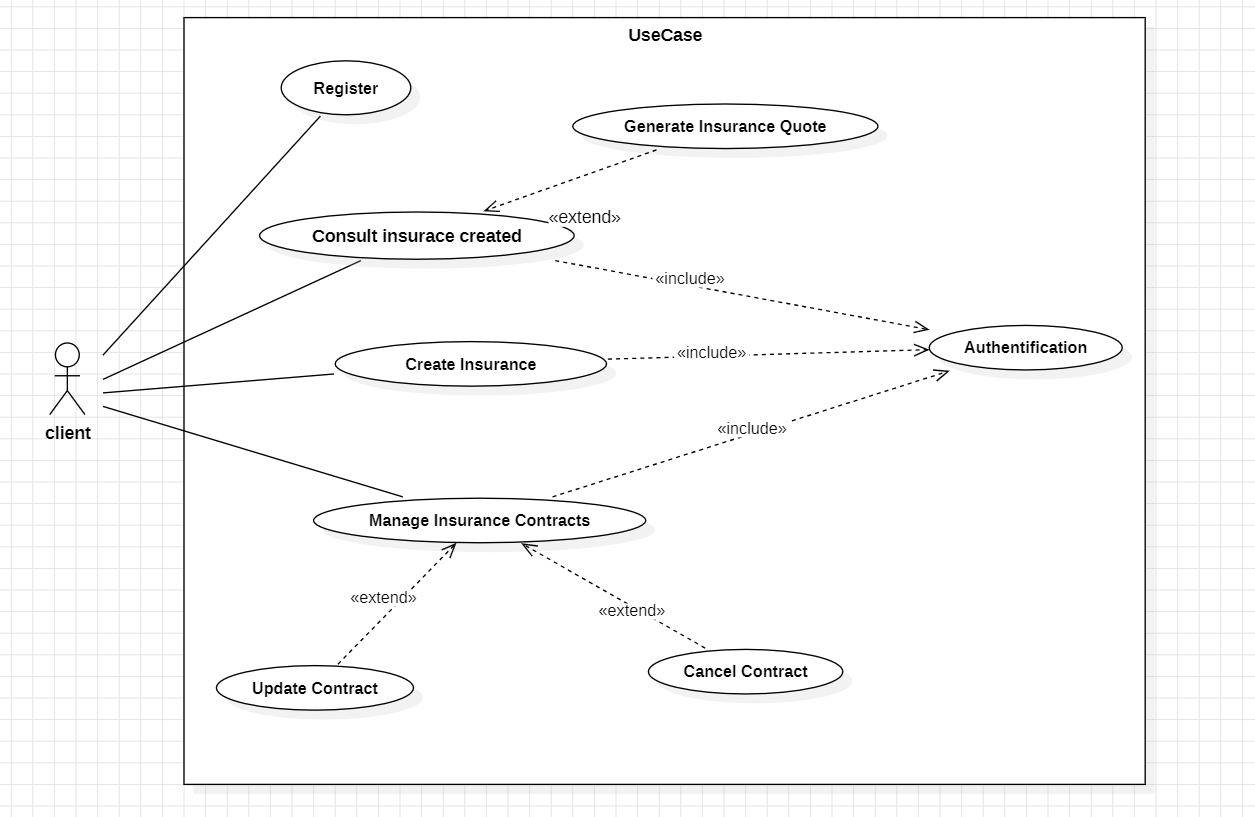 UseCase
Register
Generate Insurance Quote
«extend»
Consult insurace created
«include»
Authentification
«include»
Create Insurance
client
«include»
Manage Insurance Contracts
«extend»
«extend»
Cancel Contract
Update Contract